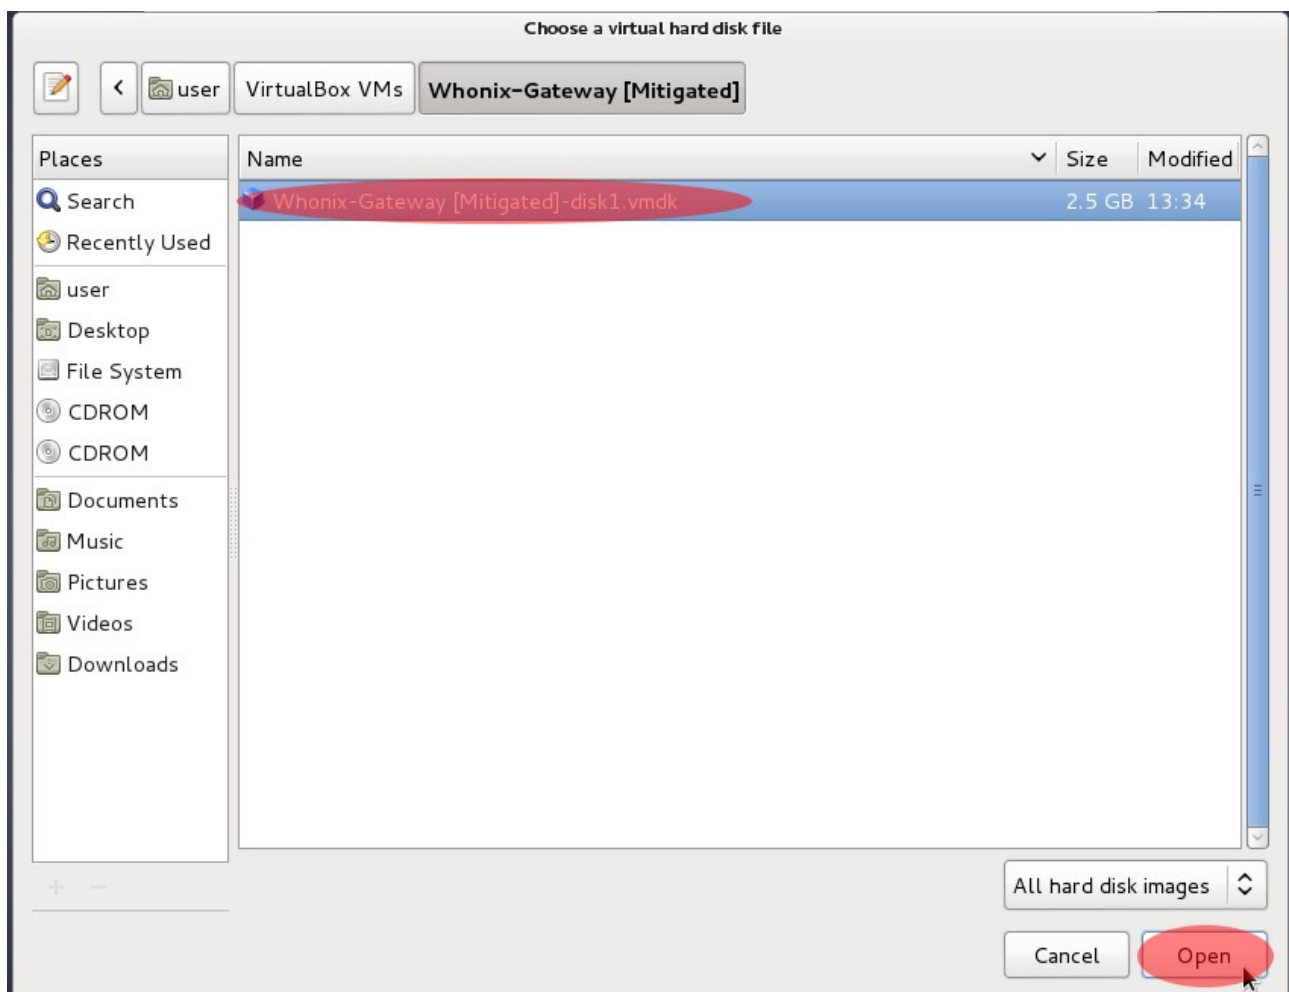 Choose a virtual hard disk file
< user VirtualBox VMs Whonix-Gateway [Mitigated]
Places Name Size Modified
Search Whonix-Gateway [Mitigated]-disk1.vmdk 2.5 GB 13:34
Recently Used
user
Desktop
File System
CDROM
CDROM
Documents
Music
Pictures
Videos
Downloads
All hard disk images
Cancel Open